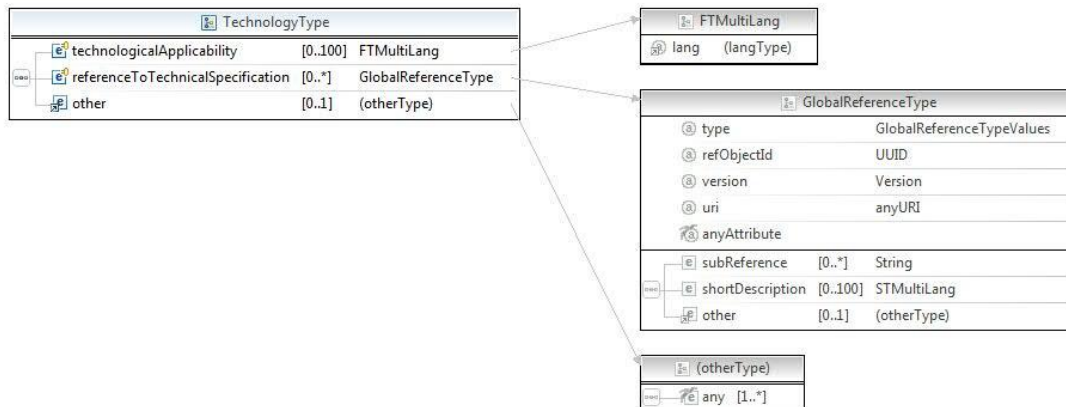 TechnologyType
technologicalApplicability [0..100] FTMultiLang
referenceToTechnicalSpecification [0..*] GlobalReferenceType
other [0..1] (otherType)
FTMultiLang
lang (langType)
GlobalReferenceType
type GlobalReferenceTypeValues
refObjectId UUID
version Version
uri anyURI
anyAttribute
subReference [0..*] String
shortDescription [0..100] STMultiLang
other [0..1] (otherType)
(otherType)
any [1..*]